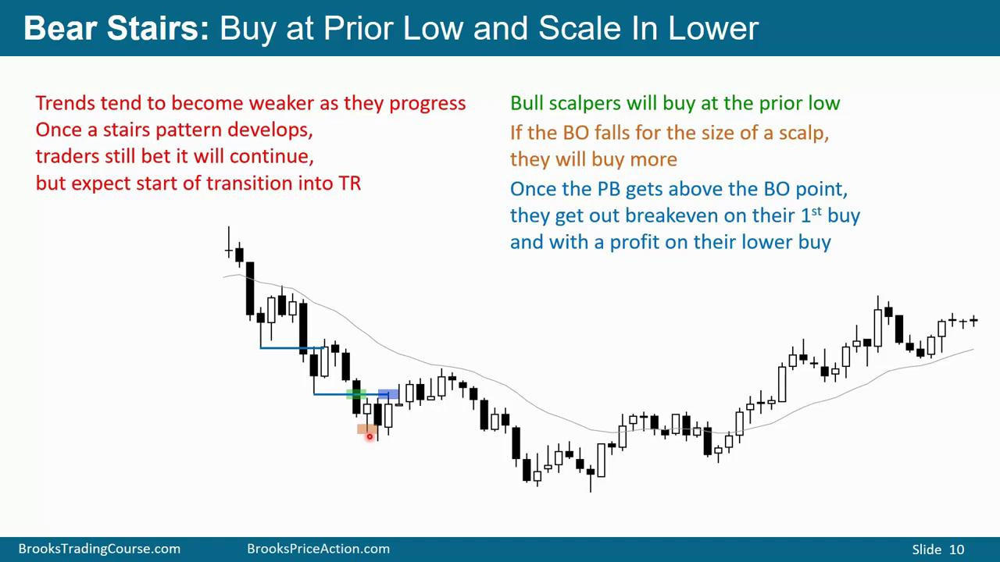 Bear Stairs: Buy at Prior Low and Scale In Lower
Trends tend to become weaker as they progress
Once a stairs pattern develops,
traders still bet it will continue,
but expect start of transition into TR
Bull scalpers will buy at the prior low
If the BO falls for the size of a scalp,
they will buy more
Once the PB gets above the BO point,
they get out breakeven on their 1st buy
and with a profit on their lower buy
BrooksTradingCourse.com
BrooksPriceAction.com
Slide 10